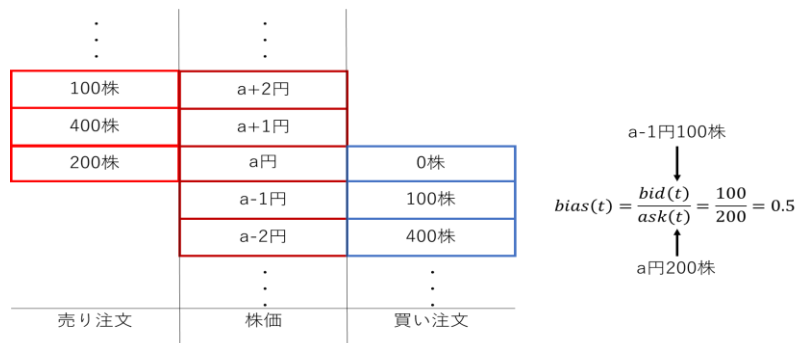 100株 a+2円
400株 a+1円
200株 a円 0株
a-1円 100株
a-2円 400株
売り注文 株価 買い注文
a-1円100株
bias(t) = bid(t)/ask(t) = 100/200 = 0.5
a円200株